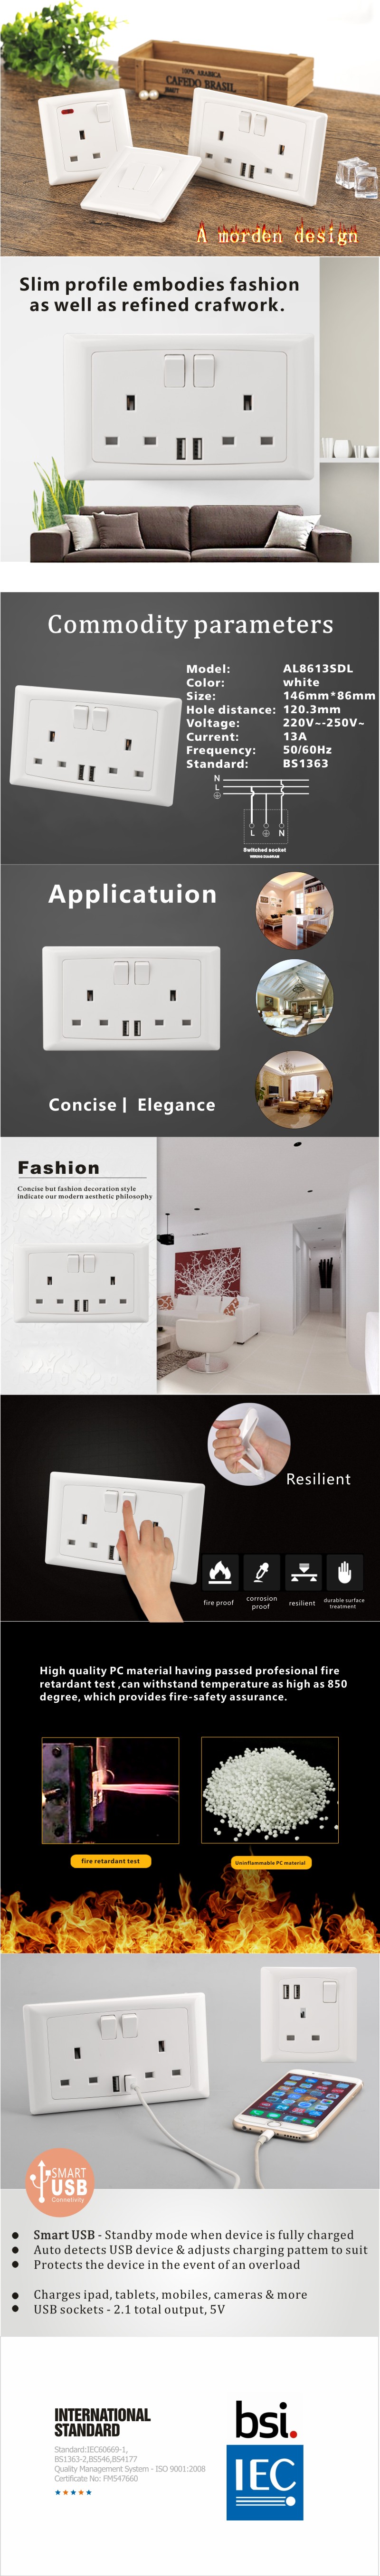 100% ARABICA
CAFEDO BRASIL
A morden design
Slim profile embodies fashion
as well as refined crafwork.
Commodity parameters
Model: AL8613SDL
Color: white
Size: 146mm*86mm
Hole distance: 120.3mm
Voltage: 220V~-250V~
Current: 13A
Frequency: 50/60Hz
Standard: BS1363
N
L
L N
Switched socket
WIRING DIAGRAM
Applicatuion
Concise | Elegance
Fashion
Concise but fashion decoration style
indicate our modern aesthetic philosophy
Resilient
fire proof
corrosion
proof
resilient
durable surface
treatment
High quality PC material having passed profesional fire
retardant test ,can withstand temperature as high as 850
degree, which provides fire-safety assurance.
fire retardant test
Uninflammable PC material
SMART
USB
Connetivity
● Smart USB - Standby mode when device is fully charged
● Auto detects USB device & adjusts charging pattem to suit
● Protects the device in the event of an overload
● Charges ipad, tablets, mobiles, cameras & more
● USB sockets - 2.1 total output, 5V
INTERNATIONAL
STANDARD
Standard:IEC60669-1,
BS1363-2,BS546,BS4177
Quality Management System - ISO 9001:2008
Certificate No: FM547660
bsi.
IEC